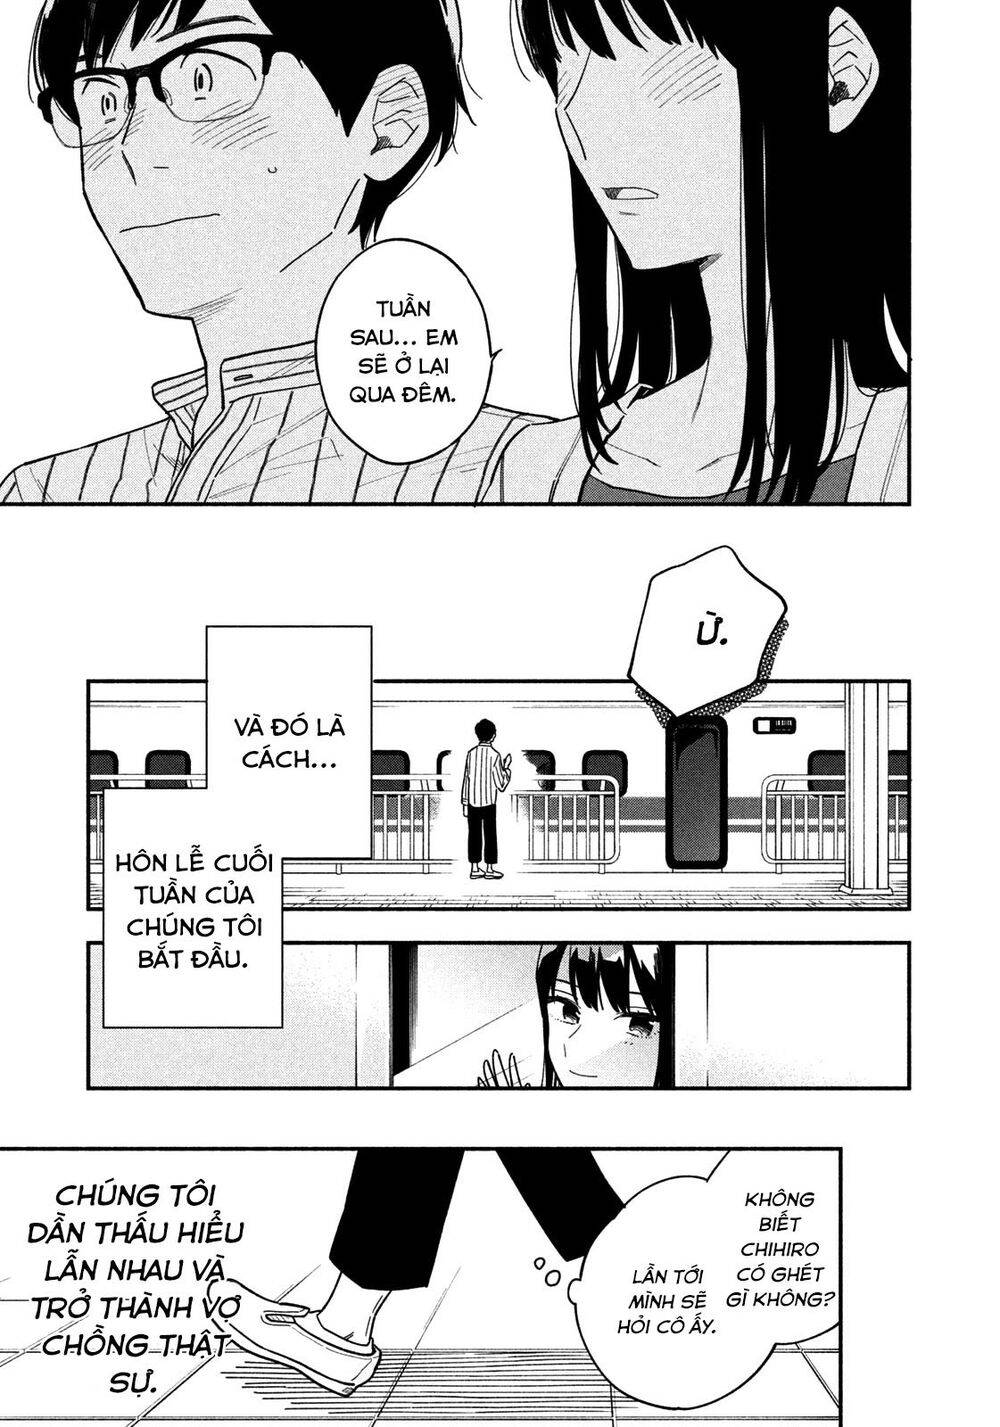 TUẦN
SAU... EM
SẼ Ở LẠI
QUA ĐÊM.
Ừ.
VÀ ĐÓ LÀ
CÁCH...
HÔN LỄ CUỐI
TUẦN CỦA
CHÚNG TÔI
BẮT ĐẦU.
KHÔNG
BIẾT
CHIHIRO
CÓ GHÉT
GÌ KHÔNG?
LẦN TỚI
MÌNH SẼ
HỎI CÔ ẤY.
CHÚNG TÔI
DẦN THẤU HIỂU
LẪN NHAU VÀ
TRỞ THÀNH VỢ
CHỒNG THẬT
SỰ.